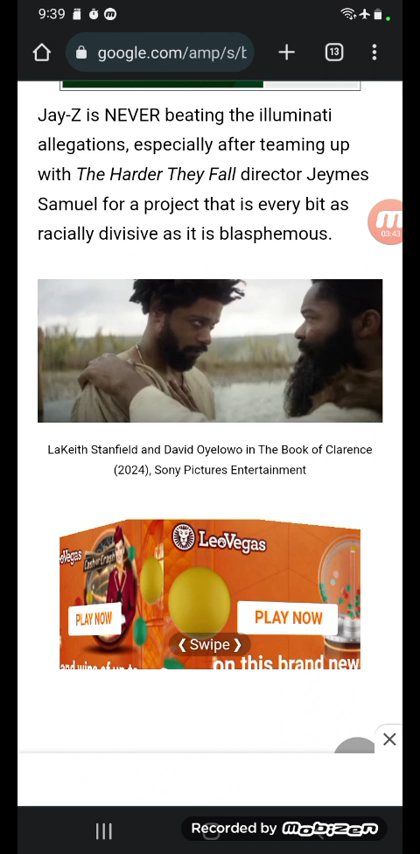 9:39
google.com/amp/s/b
13
Jay-Z is NEVER beating the illuminati
allegations, especially after teaming up
with The Harder They Fall director Jeymes
Samuel for a project that is every bit as
racially divisive as it is blasphemous.
03:43
LaKeith Stanfield and David Oyelowo in The Book of Clarence
(2024), Sony Pictures Entertainment
LeoVegas
PLAY NOW
PLAY NOW
❮ Swipe ❯
on this brand new
Recorded by mobizen